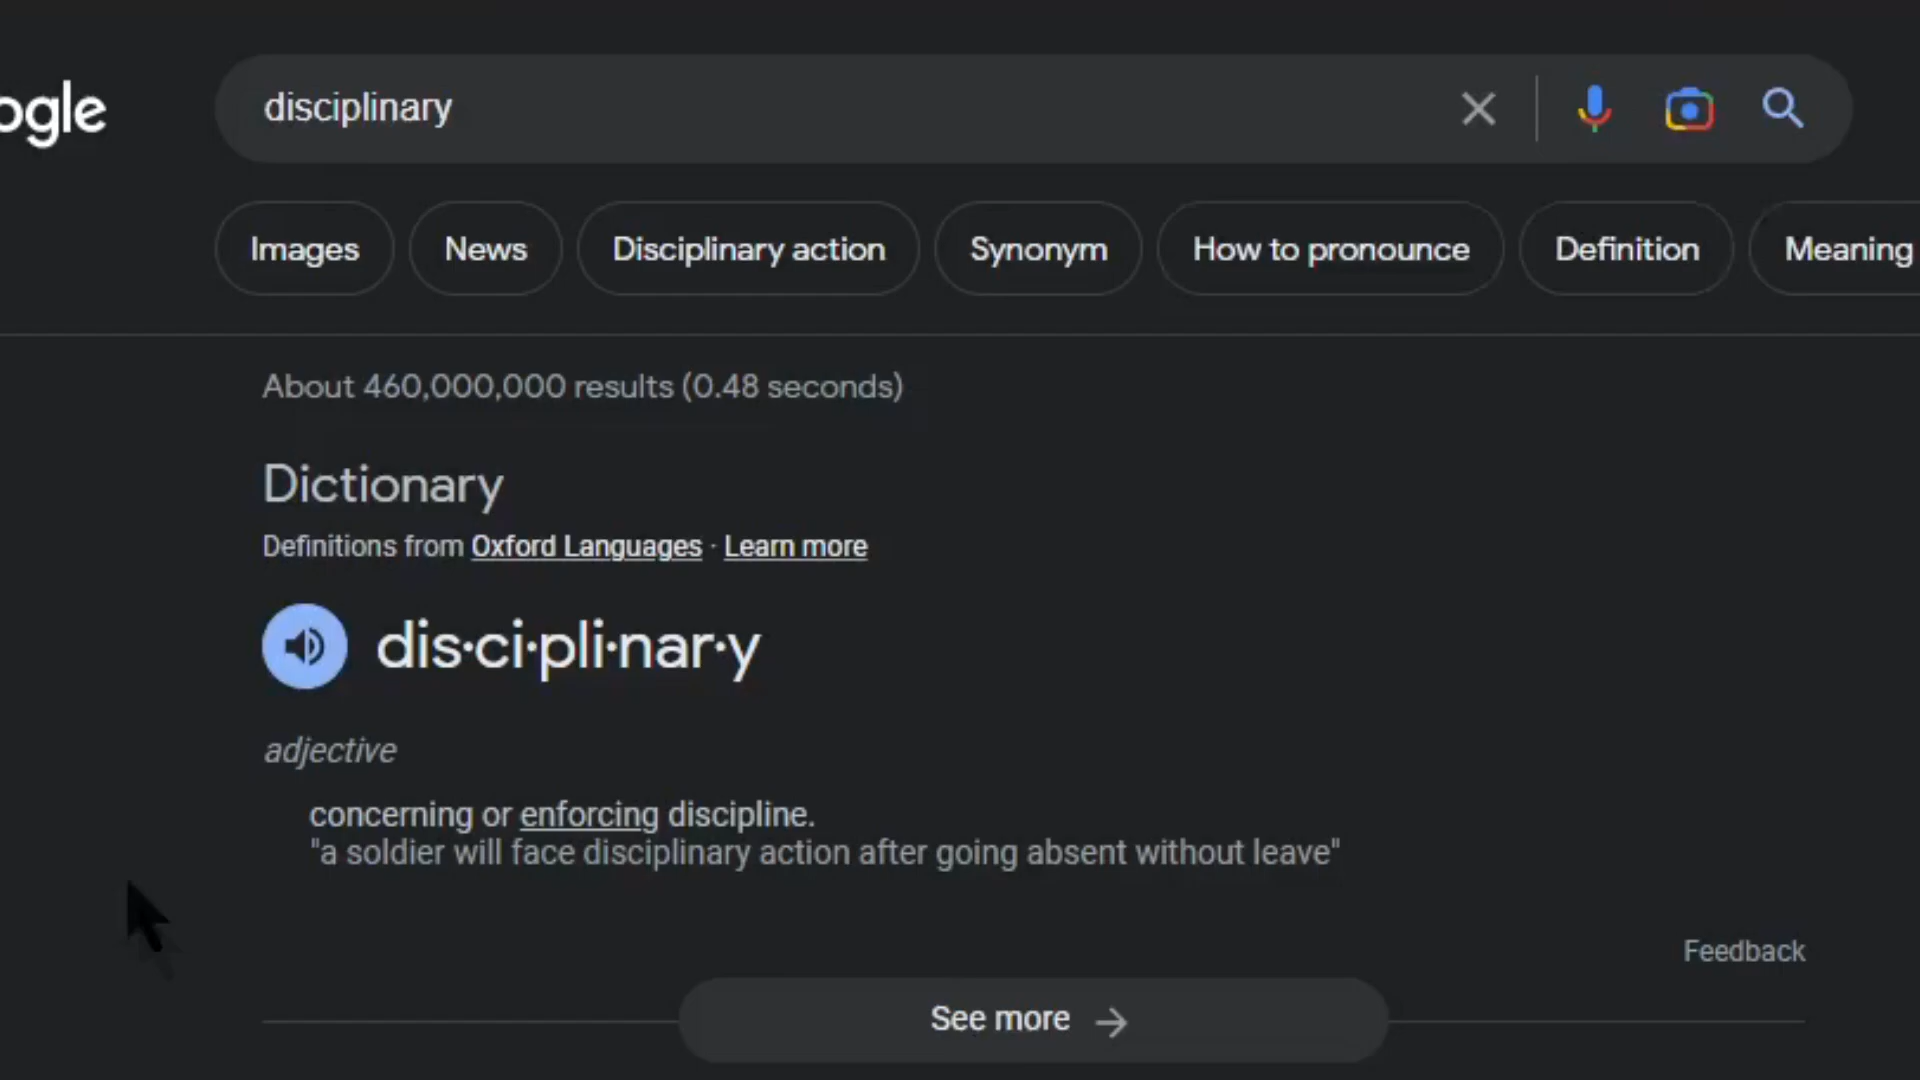 ogle
disciplinary
Images
News
Disciplinary action
Synonym
How to pronounce
Definition
Meaning
About 460,000,000 results (0.48 seconds)
Dictionary
Definitions from Oxford Languages · Learn more
dis·ci·pli·nar·y
adjective
concerning or enforcing discipline.
"a soldier will face disciplinary action after going absent without leave"
Feedback
See more →